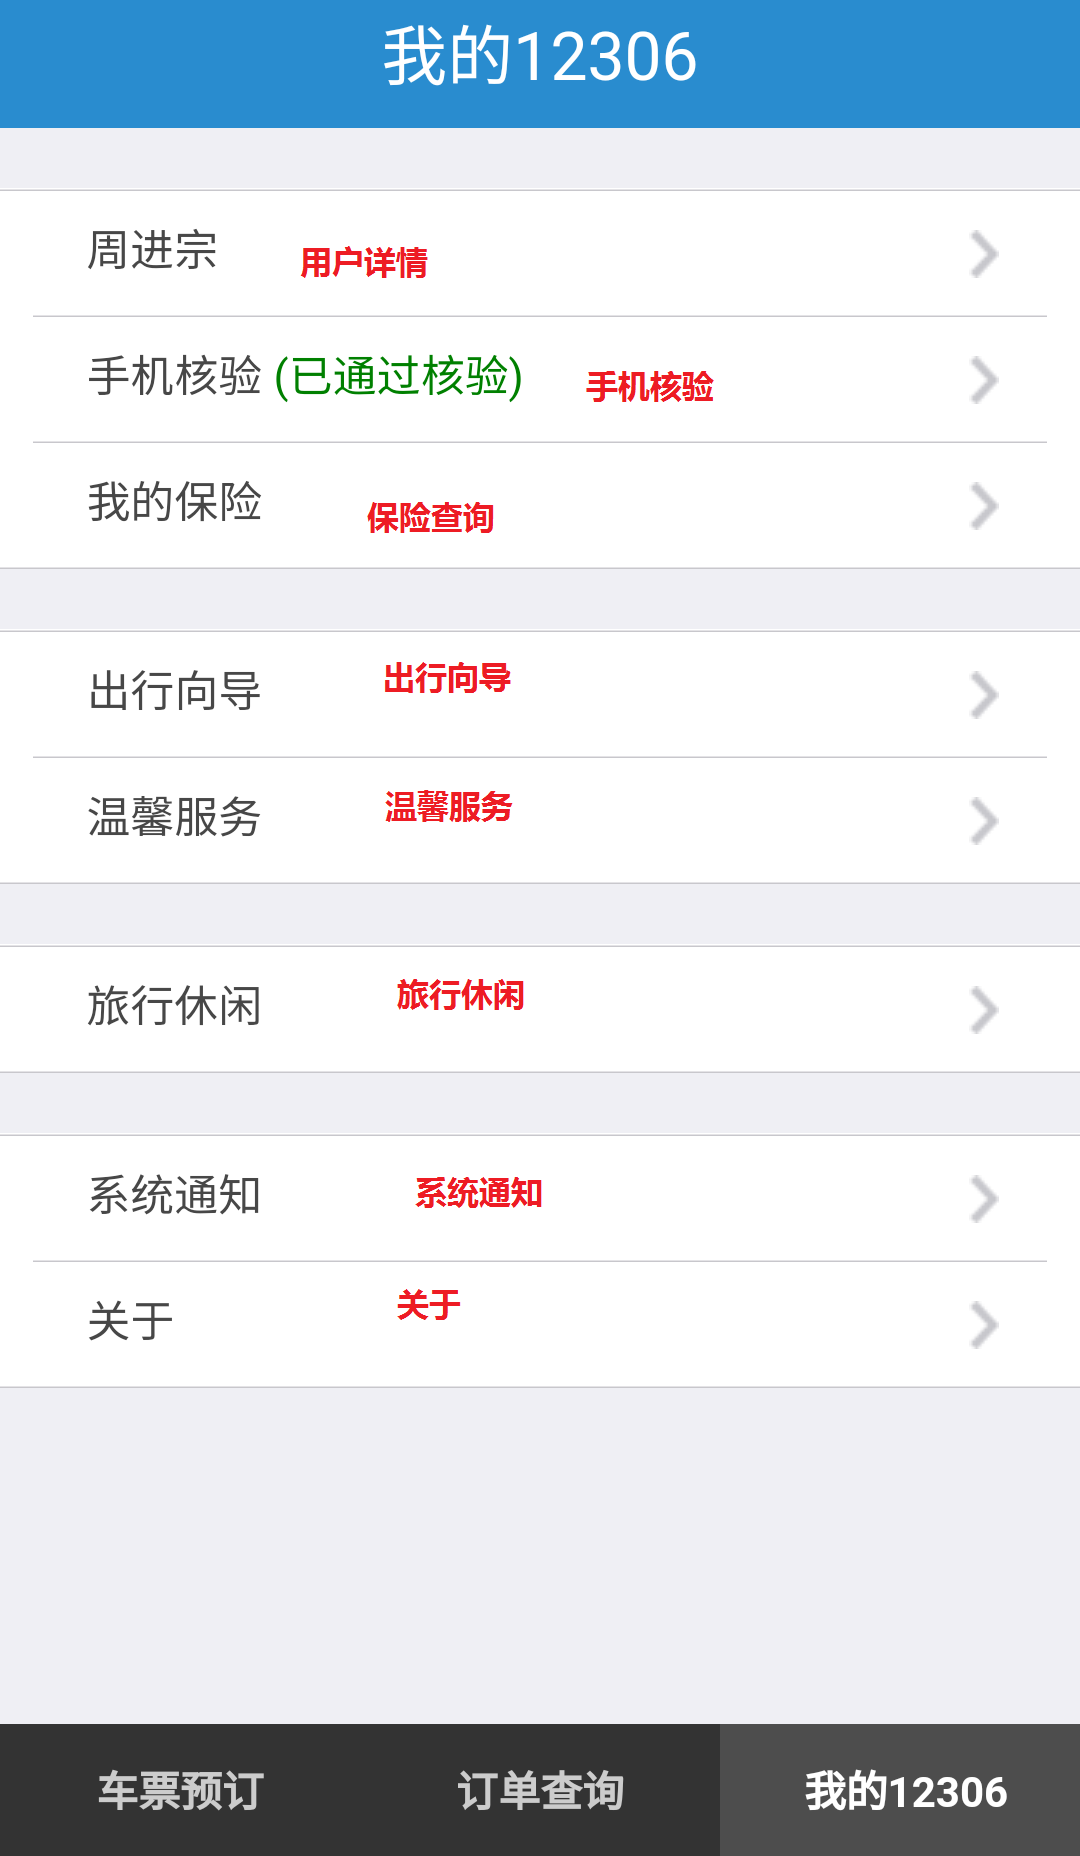 我的12306
周进宗 用户详情
手机核验 (已通过核验) 手机核验
我的保险 保险查询
出行向导 出行向导
温馨服务 温馨服务
旅行休闲 旅行休闲
系统通知 系统通知
关于 关于
车票预订 订单查询 我的12306